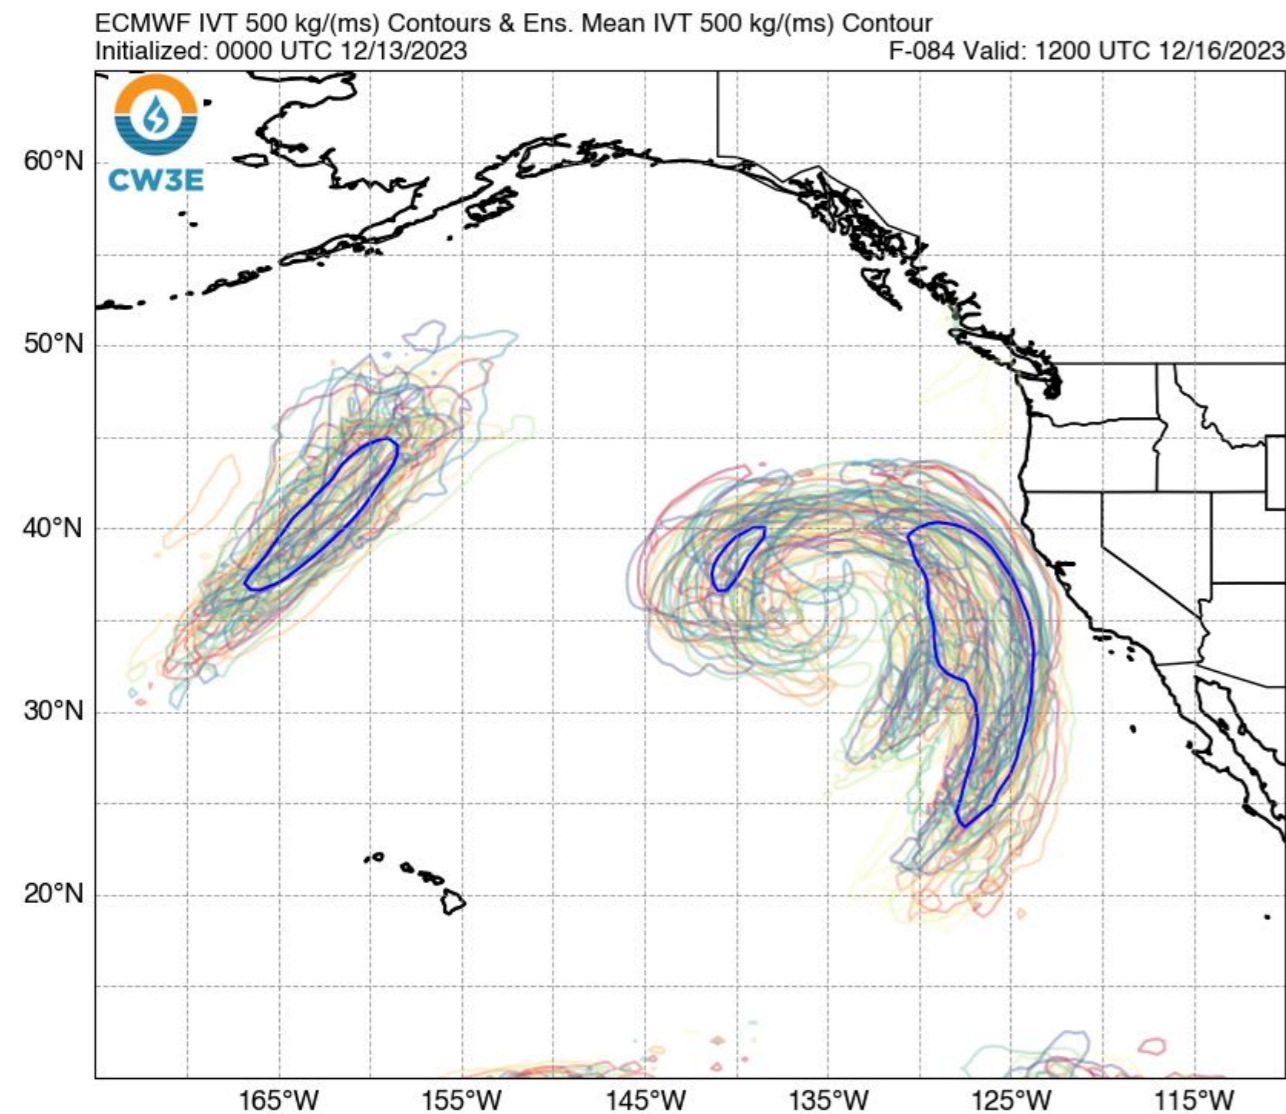 ECMWF IVT 500 kg/(ms) Contours & Ens. Mean IVT 500 kg/(ms) Contour
Initialized: 0000 UTC 12/13/2023
F-084 Valid: 1200 UTC 12/16/2023
CW3E
60°N
50°N
40°N
30°N
20°N
165°W
155°W
145°W
135°W
125°W
115°W